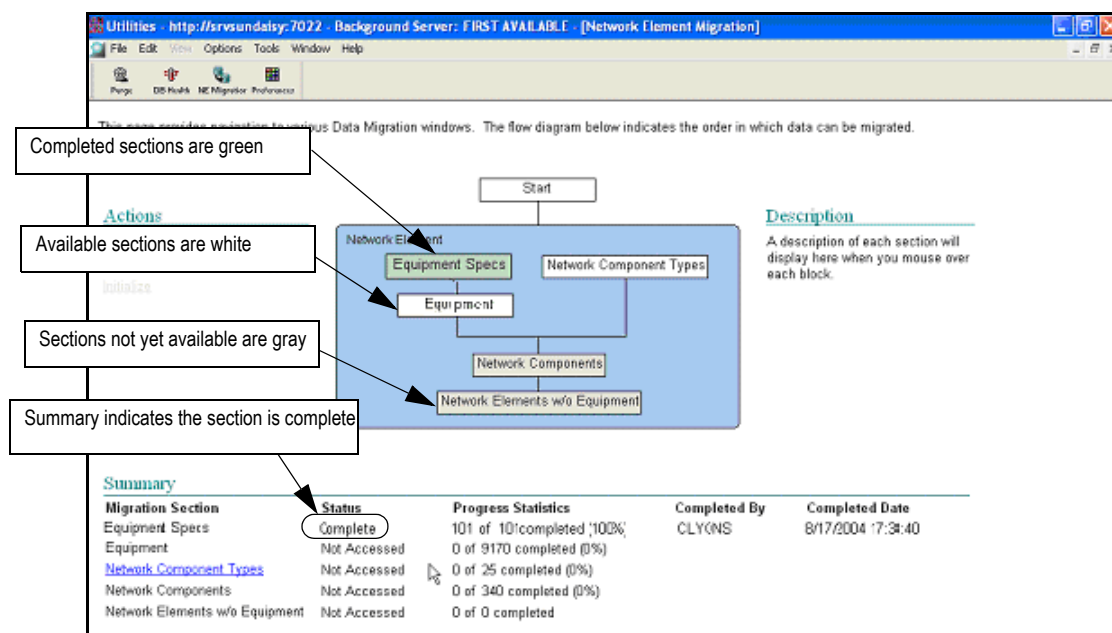 Utilities - http://srvsundaisy:7022 - Background Server: FIRST AVAILABLE - [Network Element Migration]
File Edit View Options Tools Window Help
Purge DB Health NE Migration Preferences
This page provides navigation to various Data Migration windows. The flow diagram below indicates the order in which data can be migrated.
Completed sections are green
Start
Actions
Description
Available sections are white
Network Element
A description of each section will
display here when you mouse over
each block.
Equipment Specs
Network Component Types
Initialize
Equipment
Sections not yet available are gray
Network Components
Network Elements w/o Equipment
Summary indicates the section is complete
Summary
Migration Section Status Progress Statistics Completed By Completed Date
Equipment Specs Complete 101 of 101completed (100%) CLYONS 8/17/2004 17:34:40
Equipment Not Accessed 0 of 9170 completed (0%)
Network Component Types Not Accessed 0 of 25 completed (0%)
Network Components Not Accessed 0 of 340 completed (0%)
Network Elements w/o Equipment Not Accessed 0 of 0 completed